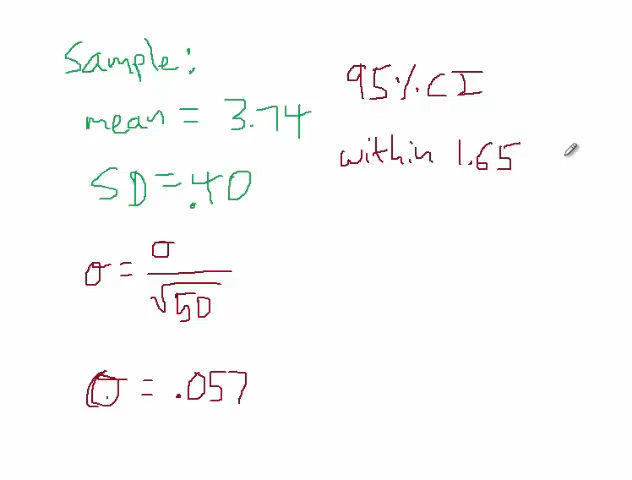 Sample:
mean = 3.74
SD = .40
σ = σ / √50
σ = .057
95% CI
within 1.65